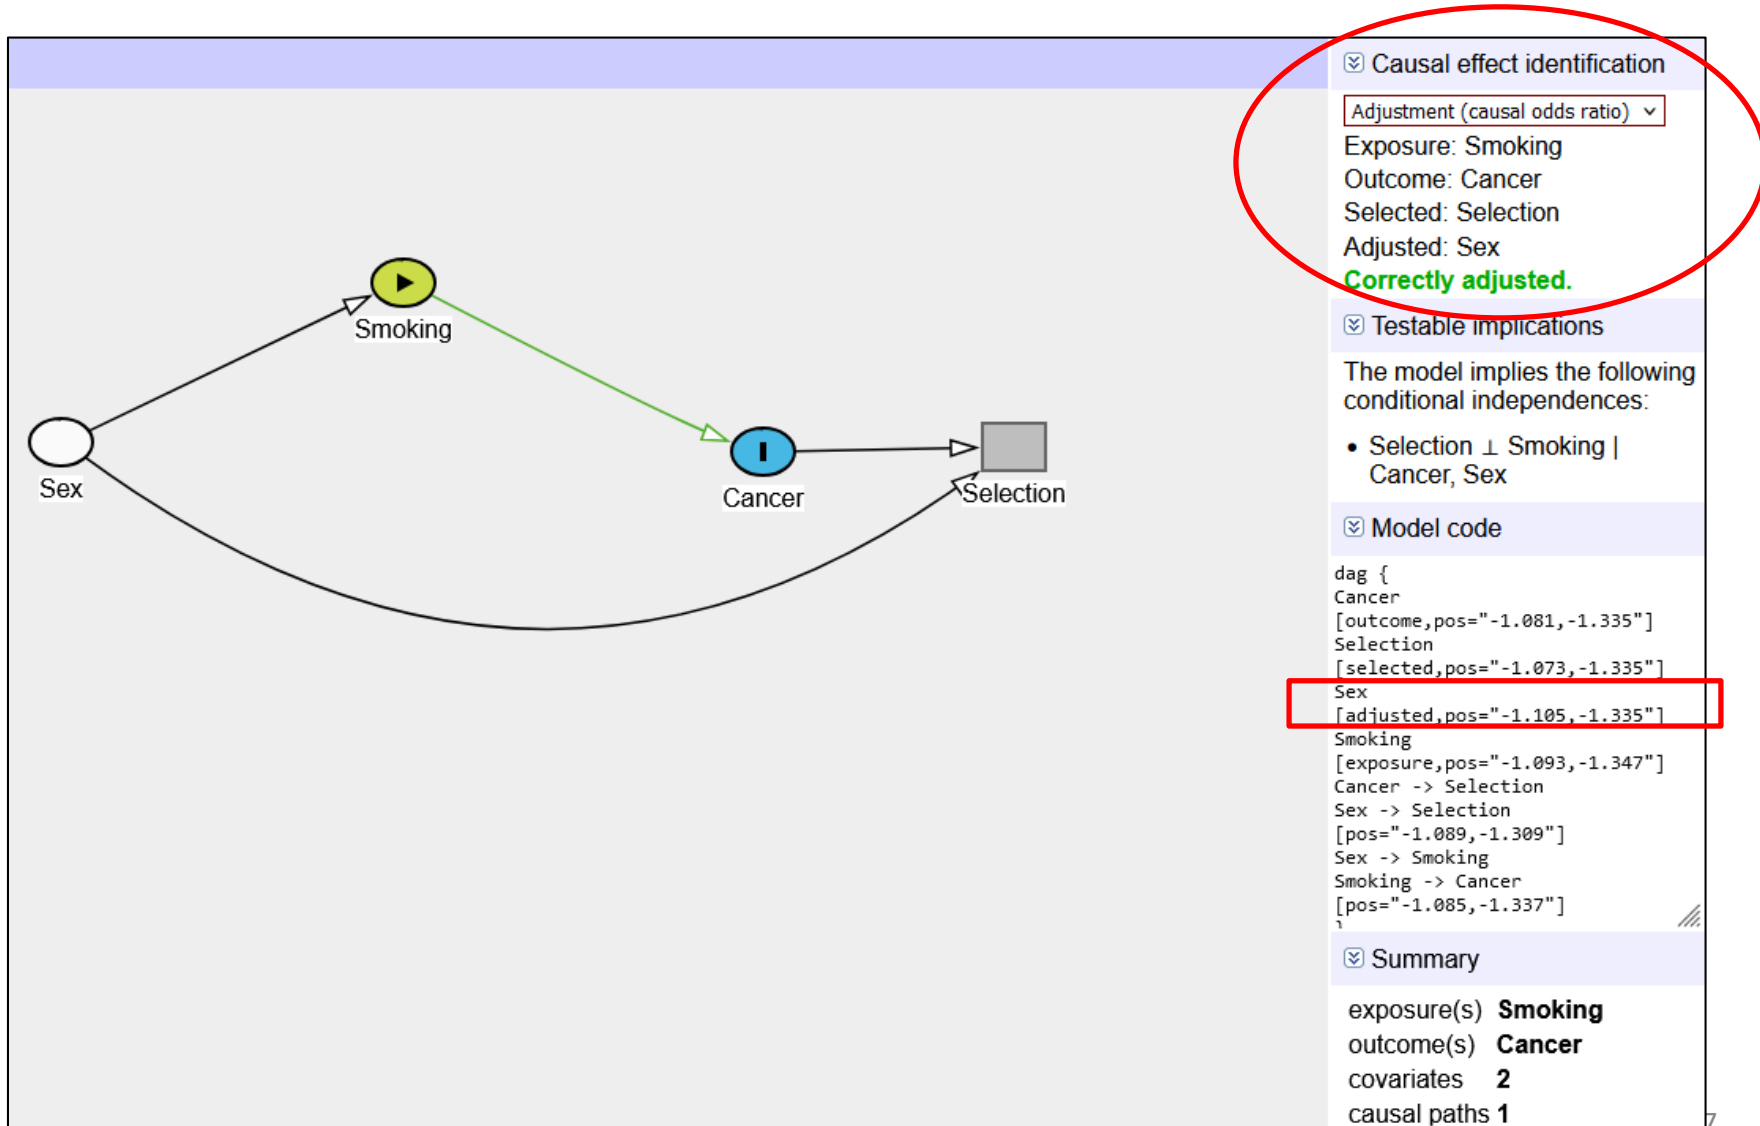 Causal effect identification
Adjustment (causal odds ratio)
Exposure: Smoking
Outcome: Cancer
Selected: Selection
Adjusted: Sex
Correctly adjusted.
Testable implications
The model implies the following
conditional independences:
• Selection ⊥ Smoking |
Cancer, Sex
Model code
dag {
Cancer
[outcome,pos="-1.081,-1.335"]
Selection
[selected,pos="-1.073,-1.335"]
Sex
[adjusted,pos="-1.105,-1.335"]
Smoking
[exposure,pos="-1.093,-1.347"]
Cancer -> Selection
Sex -> Selection
[pos="-1.089,-1.309"]
Sex -> Smoking
Smoking -> Cancer
[pos="-1.085,-1.337"]
}
Summary
exposure(s) Smoking
outcome(s) Cancer
covariates 2
causal paths 1
Smoking
Sex
Cancer
Selection
7